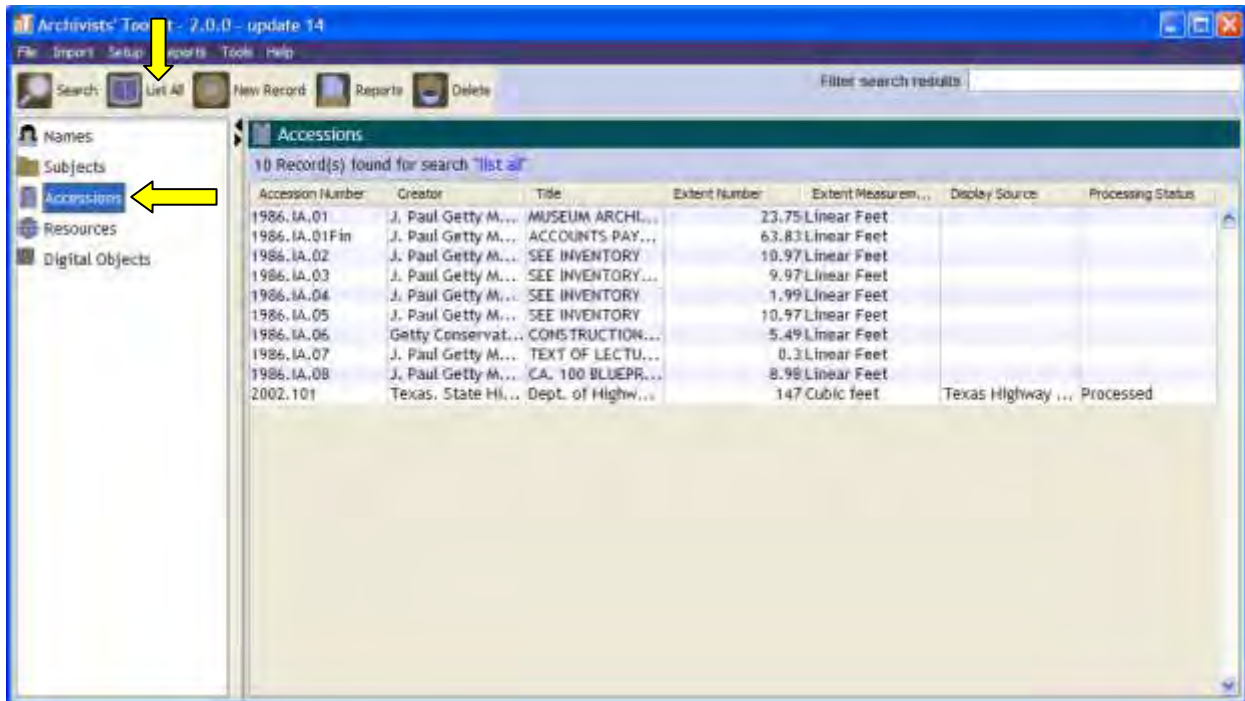 Archivists' Toolkit - 2.0.0 - update 14
File Import Setup Reports Tools Help
Search List All New Record Reports Delete Filter search results
Names
Subjects
Accessions
Resources
Digital Objects
Accessions
10 Record(s) found for search "list all"
Accession Number Creator Title Extent Number Extent Measurem... Display Source Processing Status
1986.IA.01 J. Paul Getty M... MUSEUM ARCHI... 23.75 Linear Feet
1986.IA.01Fin J. Paul Getty M... ACCOUNTS PAY... 63.83 Linear Feet
1986.IA.02 J. Paul Getty M... SEE INVENTORY 10.97 Linear Feet
1986.IA.03 J. Paul Getty M... SEE INVENTORY... 9.97 Linear Feet
1986.IA.04 J. Paul Getty M... SEE INVENTORY 1.99 Linear Feet
1986.IA.05 J. Paul Getty M... SEE INVENTORY 10.97 Linear Feet
1986.IA.06 Getty Conservat... CONSTRUCTION... 5.49 Linear Feet
1986.IA.07 J. Paul Getty M... TEXT OF LECTU... 0.3 Linear Feet
1986.IA.08 J. Paul Getty M... CA. 100 BLUEPR... 8.98 Linear Feet
2002.101 Texas. State Hi... Dept. of Highw... 147 Cubic feet Texas Highway ... Processed